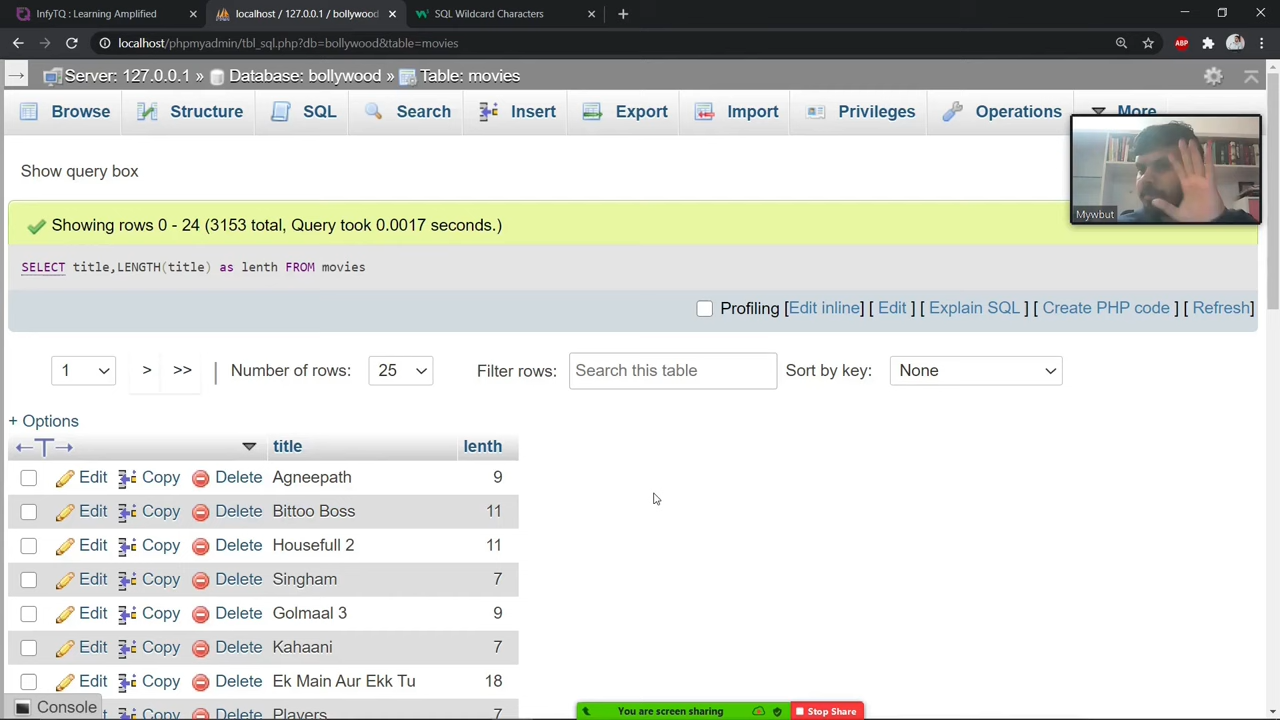 InfyTQ : Learning Amplified
localhost / 127.0.0.1 / bollywood
SQL Wildcard Characters
localhost/phpmyadmin/tbl_sql.php?db=bollywood&table=movies
ABP
Server: 127.0.0.1 » Database: bollywood » Table: movies
Browse Structure SQL Search Insert Export Import Privileges Operations More
Mywbut
Show query box
Showing rows 0 - 24 (3153 total, Query took 0.0017 seconds.)
SELECT title,LENGTH(title) as lenth FROM movies
Profiling [Edit inline] [ Edit ] [ Explain SQL ] [ Create PHP code ] [ Refresh]
1 > >> | Number of rows: 25 Filter rows: Search this table Sort by key: None
+ Options
←T→ title lenth
Edit Copy Delete Agneepath 9
Edit Copy Delete Bittoo Boss 11
Edit Copy Delete Housefull 2 11
Edit Copy Delete Singham 7
Edit Copy Delete Golmaal 3 9
Edit Copy Delete Kahaani 7
Edit Copy Delete Ek Main Aur Ekk Tu 18
Edit Copy Delete Players 7
Console
You are screen sharing Stop Share